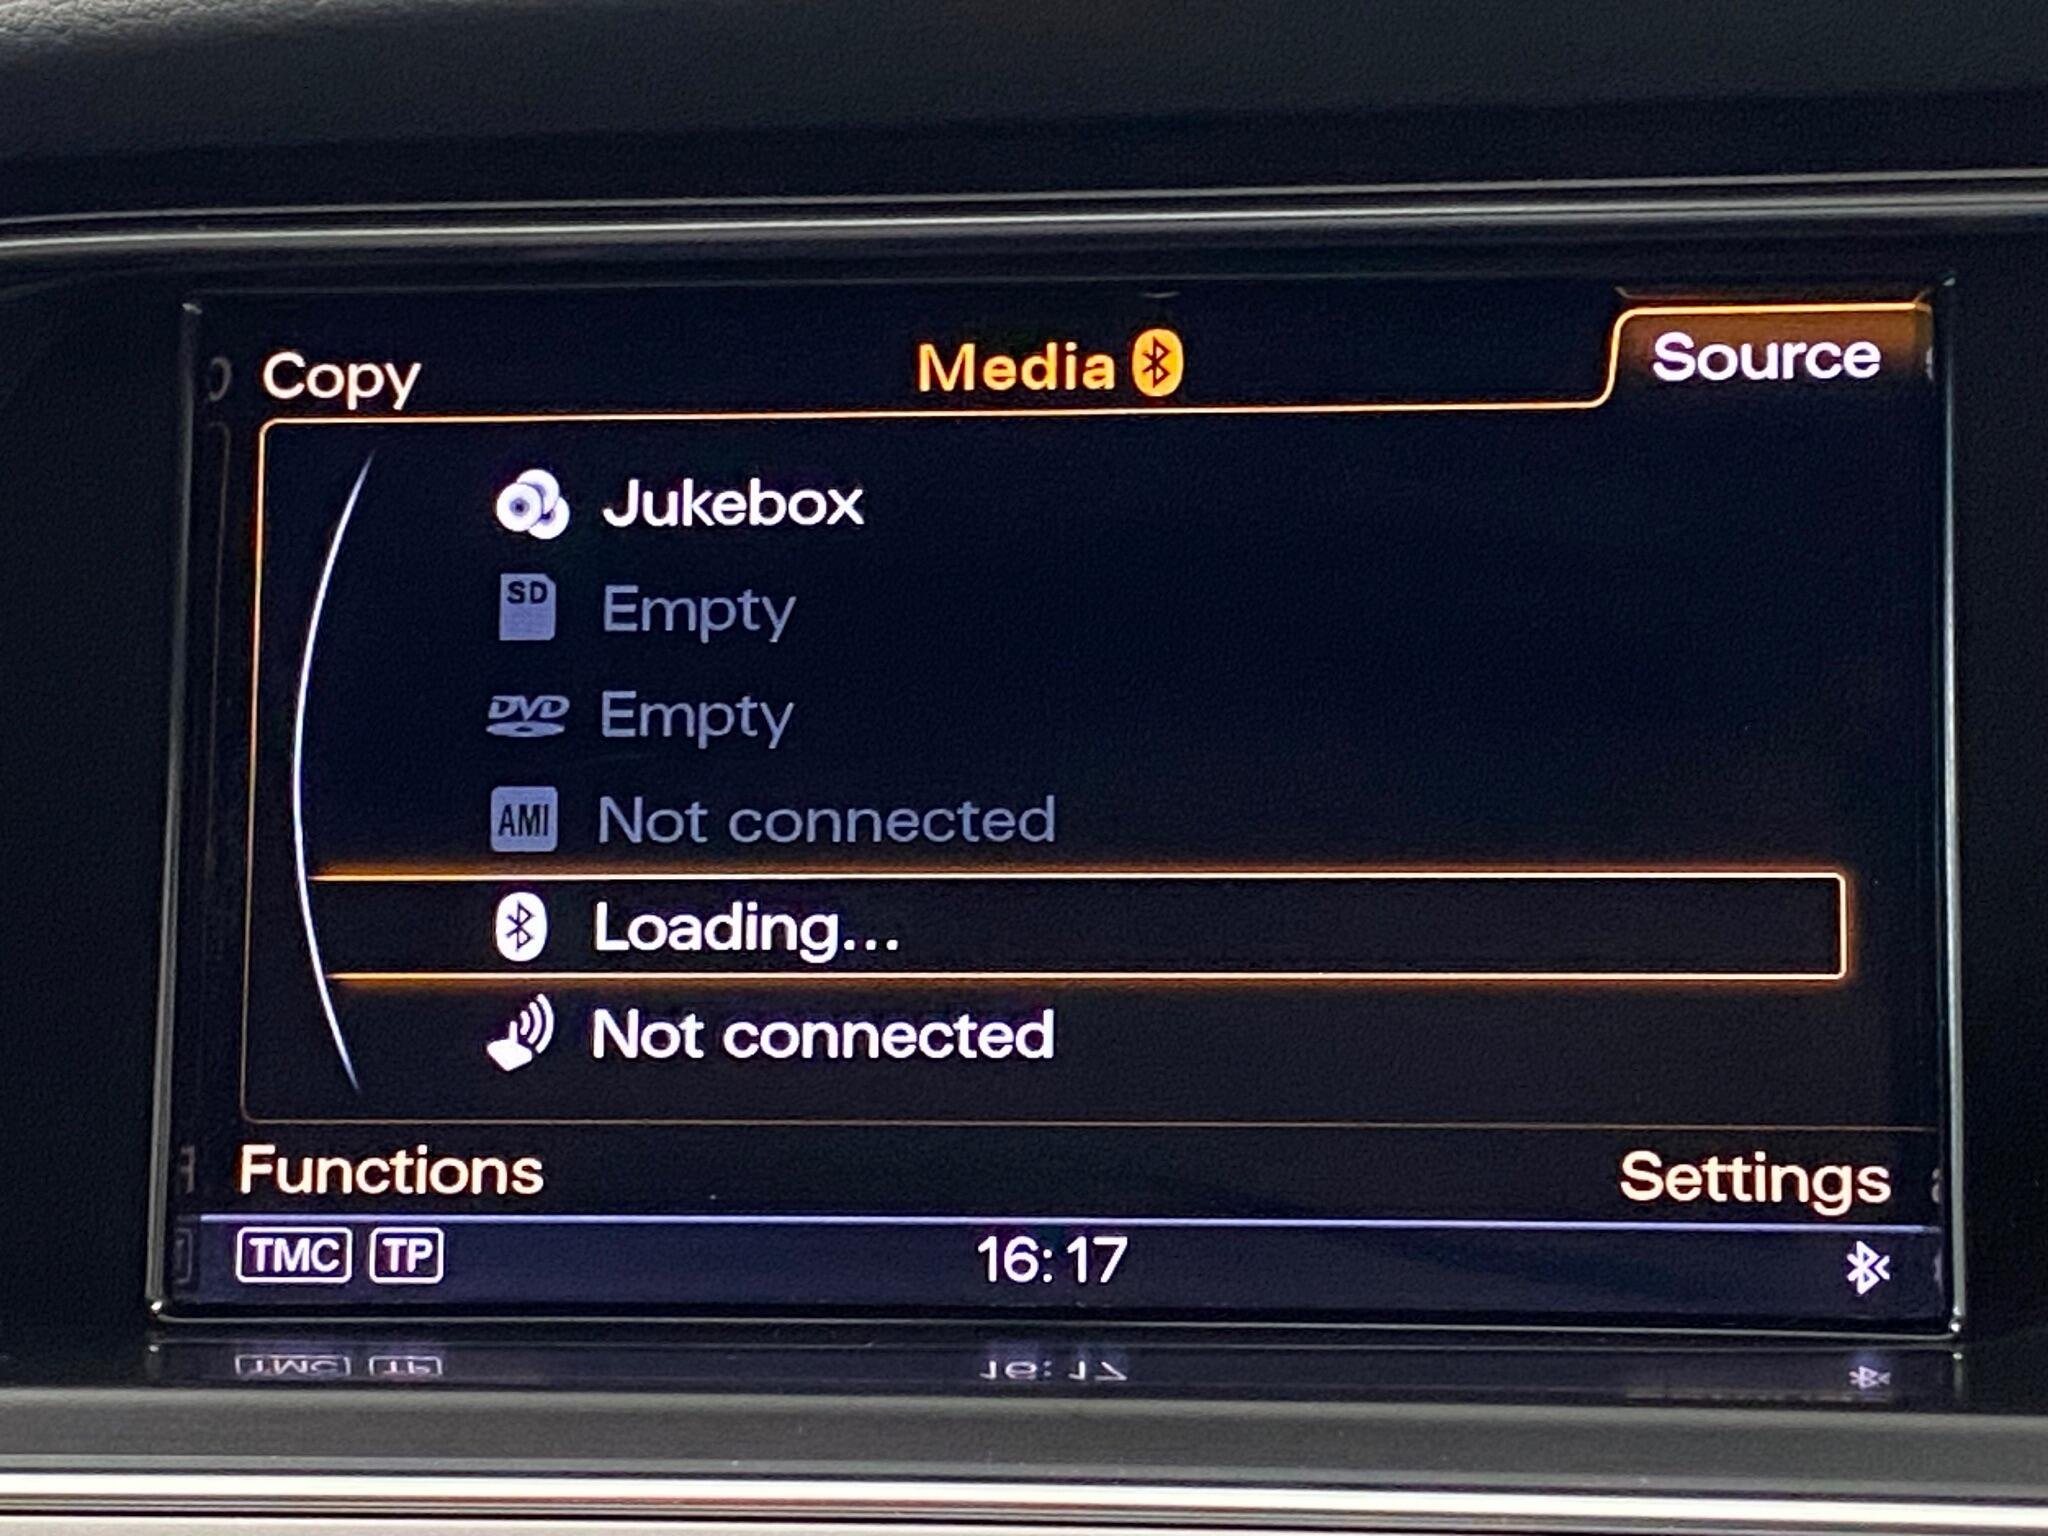 Copy Media Source
Jukebox
SD Empty
DVD Empty
AMI Not connected
Loading...
Not connected
Functions Settings
TMC TP 16:17